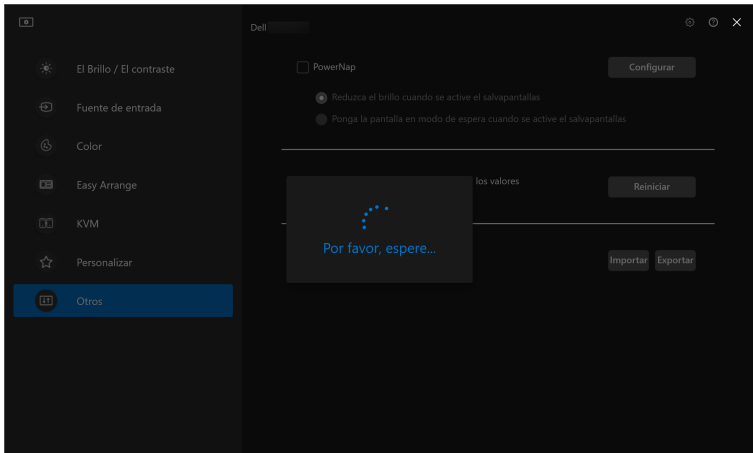 Dell
El Brillo / El contraste
Fuente de entrada
Color
Easy Arrange
KVM
Personalizar
Otros
PowerNap
Configurar
Reduzca el brillo cuando se active el salvapantallas
Ponga la pantalla en modo de espera cuando se active el salvapantallas
los valores
Reiniciar
Por favor, espere...
Importar Exportar